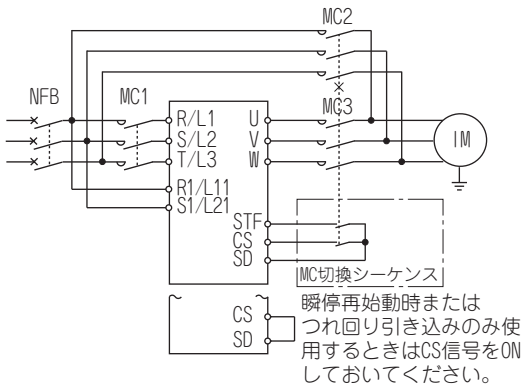 MC2
NFB
MC1
MC3
R/L1
S/L2
T/L3
R1/L11
S1/L21
U
V
W
IM
STF
CS
SD
MC切換シーケンス
CS
SD
瞬停再始動時または
つれ回り引き込みのみ使
用するときはCS信号をON
しておいてください。